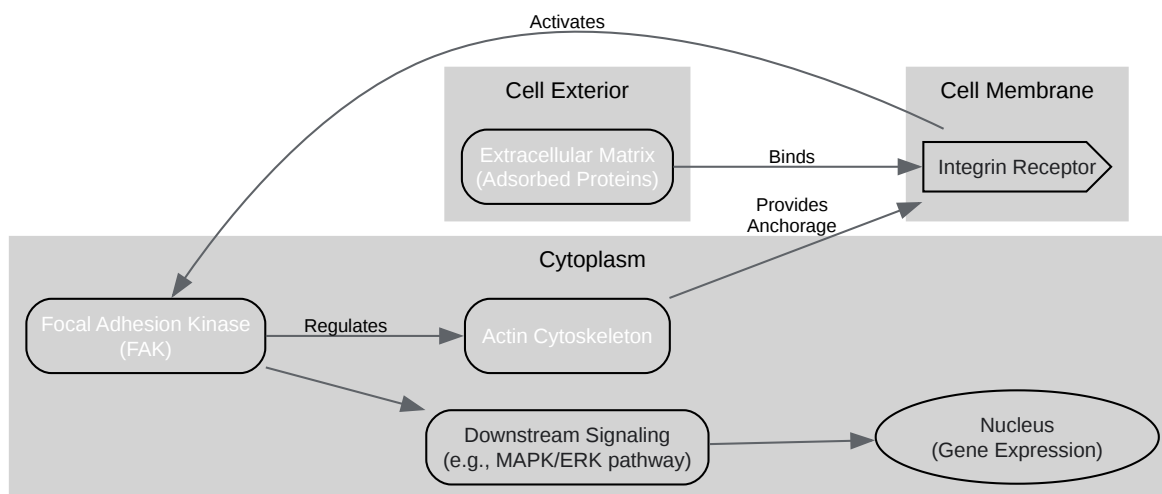 Activates
Cell Exterior
Cell Membrane
Extracellular Matrix
(Adsorbed Proteins)
Binds
Integrin Receptor
Provides
Anchorage
Cytoplasm
Focal Adhesion Kinase
(FAK)
Regulates
Actin Cytoskeleton
Downstream Signaling
(e.g., MAPK/ERK pathway)
Nucleus
(Gene Expression)